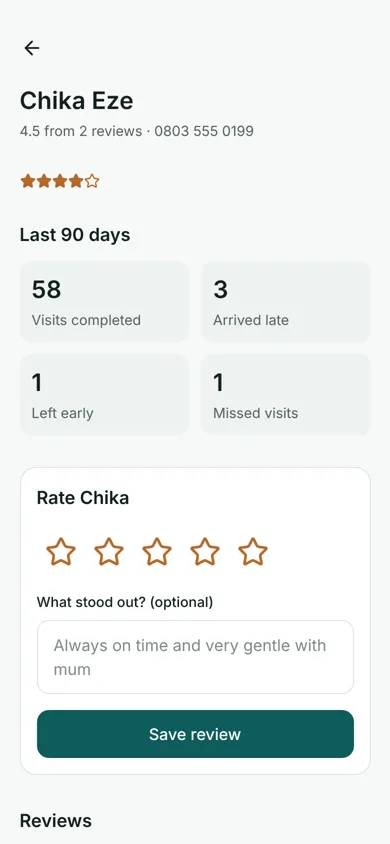 Chika Eze
4.5 from 2 reviews · 0803 555 0199
Last 90 days
58
Visits completed
3
Arrived late
1
Left early
1
Missed visits
Rate Chika
What stood out? (optional)
Always on time and very gentle with
mum
Save review
Reviews